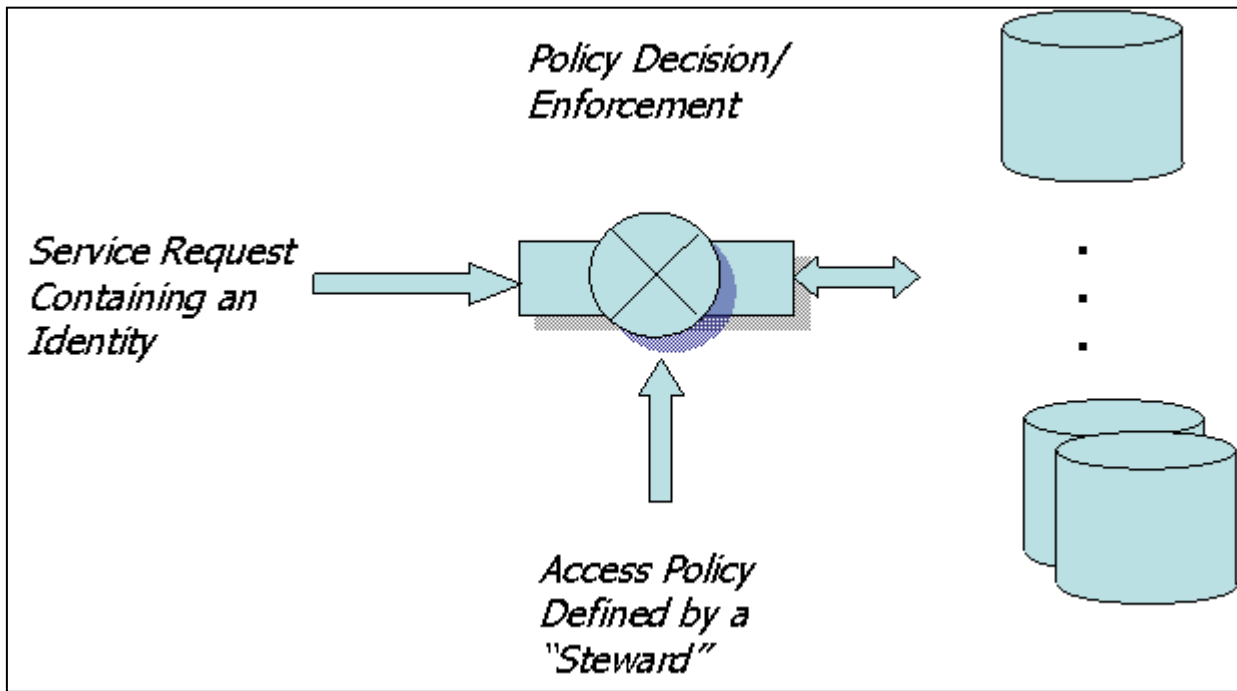 Policy Decision/
Enforcement
Service Request
Containing an
Identity
Access Policy
Defined by a
“Steward”